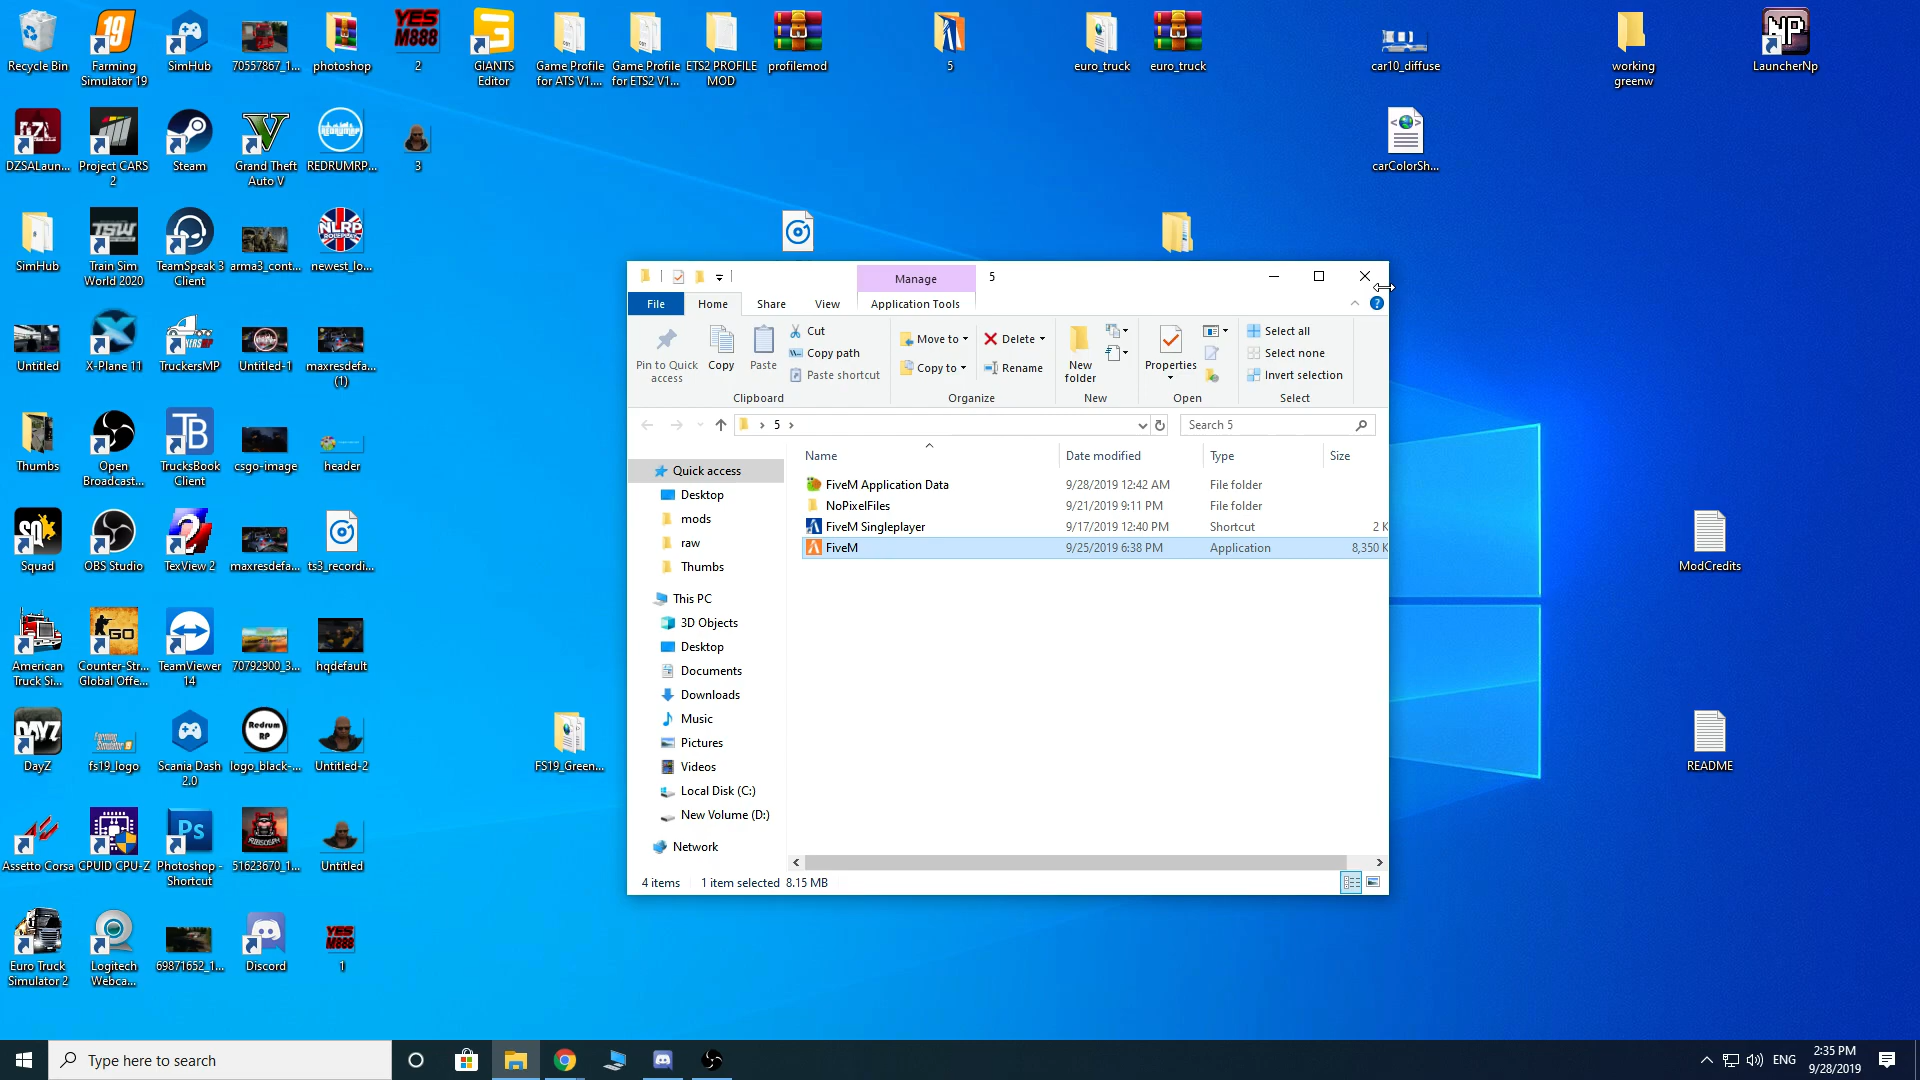 Recycle Bin
Farming
Simulator 19
SimHub
70557867_1...
photoshop
YES
M888
2
GIANTS
Editor
Game Profile
for ATS V1....
Game Profile
for ETS2 V1...
ETS2 PROFILE
MOD
profilemod
5
euro_truck
euro_truck
car10_diffuse
working
greenw
LauncherNp
DZSALaun...
Project CARS
2
Steam
Grand Theft
Auto V
REDRUMRP...
3
carColorSh...
SimHub
Train Sim
World 2020
TeamSpeak 3
Client
arma3_cont...
newest_lo...
Untitled
X-Plane 11
TruckersMP
Untitled-1
maxresdefa...
(1)
Thumbs
Open
Broadcast...
TrucksBook
Client
csgo-image
header
Squad
OBS Studio
TexView 2
maxresdefa...
ts3_recordi...
American
Truck Si...
Counter-Str...
Global Offe...
TeamViewer
14
70792900_3...
hqdefault
DayZ
fs19_logo
Scania Dash
2.0
logo_black-...
Untitled-2
Assetto Corsa
CPUID CPU-Z
Photoshop -
Shortcut
51623670_1...
Untitled
Euro Truck
Simulator 2
Logitech
Webca...
69871652_1...
Discord
YES
M888
1
FS19_Green...
ModCredits
README
Manage
5
File
Home
Share
View
Application Tools
Pin to Quick
access
Copy
Paste
Cut
Copy path
Paste shortcut
Clipboard
Move to
Copy to
Delete
Rename
Organize
New
folder
New
Properties
Open
Select all
Select none
Invert selection
Select
5
Search 5
Name
Date modified
Type
Size
FiveM Application Data 9/28/2019 12:42 AM File folder
NoPixelFiles 9/21/2019 9:11 PM File folder
FiveM Singleplayer 9/17/2019 12:40 PM Shortcut 2 K
FiveM 9/25/2019 6:38 PM Application 8,350 K
Quick access
Desktop
mods
raw
Thumbs
This PC
3D Objects
Desktop
Documents
Downloads
Music
Pictures
Videos
Local Disk (C:)
New Volume (D:)
Network
4 items
1 item selected 8.15 MB
Type here to search
ENG
2:35 PM
9/28/2019